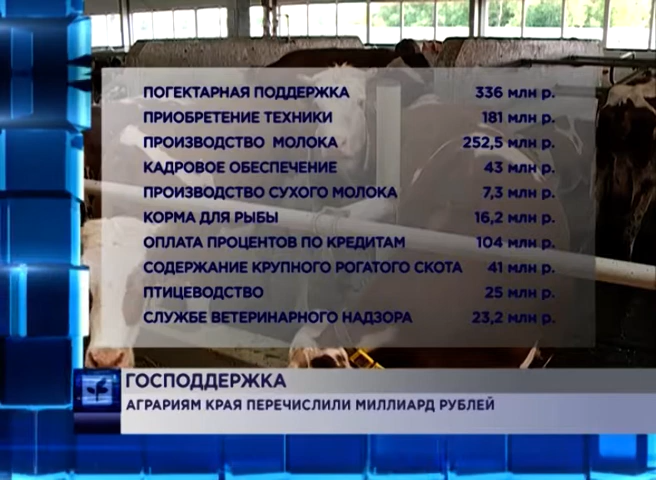 ПОГЕКТАРНАЯ ПОДДЕРЖКА 336 МЛН Р.
ПРИОБРЕТЕНИЕ ТЕХНИКИ 181 МЛН Р.
ПРОИЗВОДСТВО МОЛОКА 252,5 МЛН Р.
КАДРОВОЕ ОБЕСПЕЧЕНИЕ 43 МЛН Р.
ПРОИЗВОДСТВО СУХОГО МОЛОКА 7,3 МЛН Р.
КОРМА ДЛЯ РЫБЫ 16,2 МЛН Р.
ОПЛАТА ПРОЦЕНТОВ ПО КРЕДИТАМ 104 МЛН Р.
СОДЕРЖАНИЕ КРУПНОГО РОГАТОГО СКОТА 41 МЛН Р.
ПТИЦЕВОДСТВО 25 МЛН Р.
СЛУЖБЕ ВЕТЕРИНАРНОГО НАДЗОРА 23,2 МЛН Р.
ГОСПОДДЕРЖКА
АГРАРИЯМ КРАЯ ПЕРЕЧИСЛИЛИ МИЛЛИАРД РУБЛЕЙ